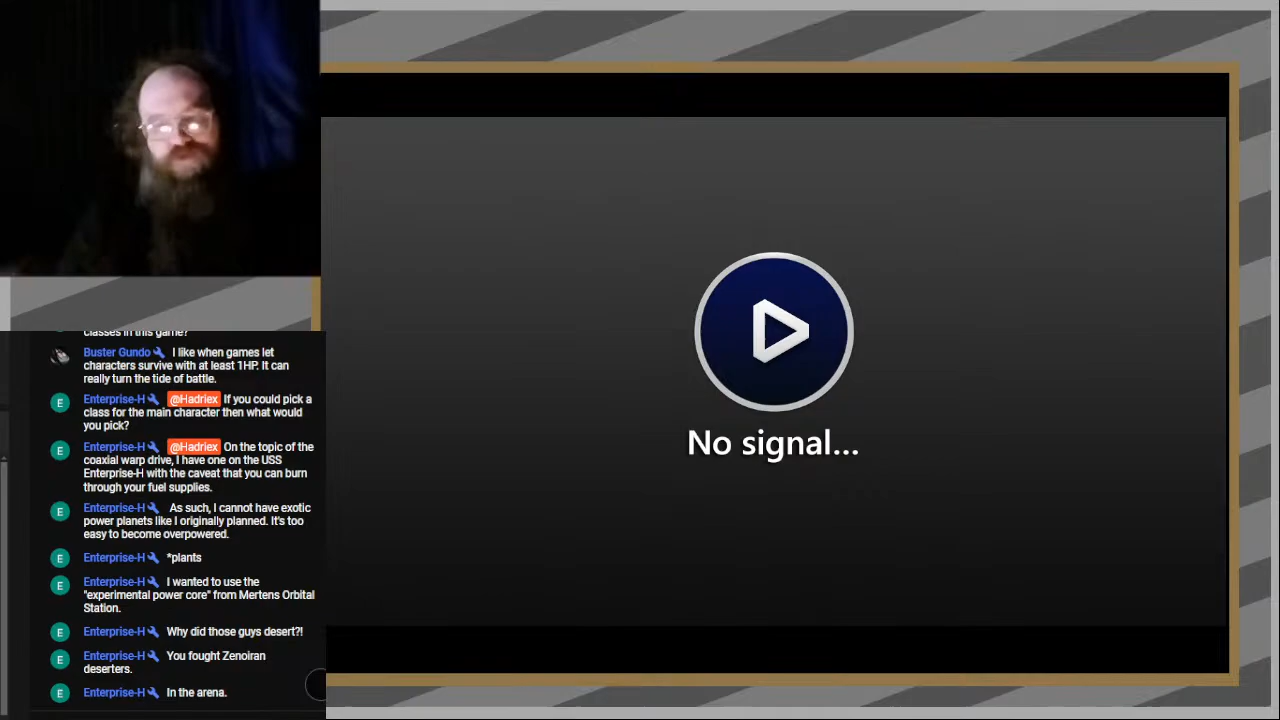 classes in this game?
Buster Gundo I like when games let
characters survive with at least 1HP. It can
really turn the tide of battle.
E Enterprise-H @Hadriex If you could pick a
class for the main character then what would
you pick?
E Enterprise-H @Hadriex On the topic of the
coaxial warp drive, I have one on the USS
Enterprise-H with the caveat that you can burn
through your fuel supplies.
E Enterprise-H As such, I cannot have exotic
power planets like I originally planned. It's too
easy to become overpowered.
E Enterprise-H *plants
E Enterprise-H I wanted to use the
"experimental power core" from Mertens Orbital
Station.
E Enterprise-H Why did those guys desert?!
E Enterprise-H You fought Zenoiran
deserters.
E Enterprise-H In the arena.
No signal...